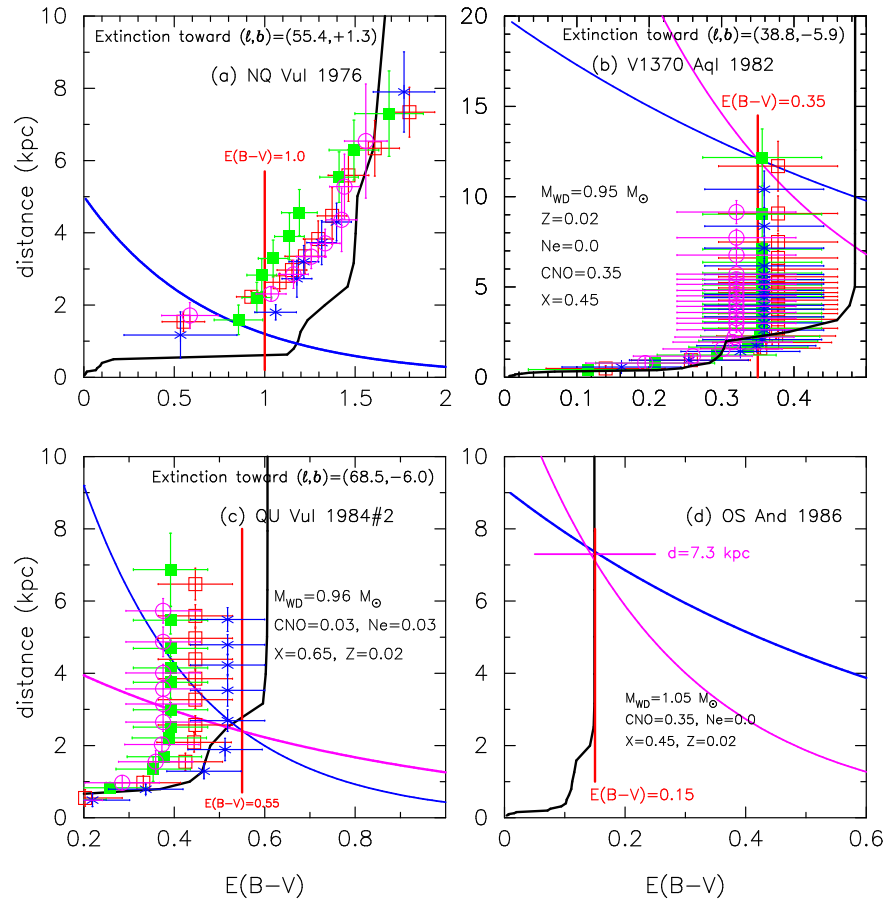 Extinction toward (ℓ,b)=(55.4,+1.3)
(a) NQ Vul 1976
E(B−V)=1.0
distance (kpc)
10
8
6
4
2
0
0
0.5
1
1.5
2
Extinction toward (ℓ,b)=(38.8,−5.9)
(b) V1370 Aql 1982
E(B−V)=0.35
M_WD=0.95 M⊙
Z=0.02
Ne=0.0
CNO=0.35
X=0.45
20
15
10
5
0
0
0.2
0.4
Extinction toward (ℓ,b)=(68.5,−6.0)
(c) QU Vul 1984#2
M_WD=0.96 M⊙
CNO=0.03, Ne=0.03
X=0.65, Z=0.02
E(B−V)=0.55
distance (kpc)
10
8
6
4
2
0
0.2
0.4
0.6
0.8
1.0
E(B−V)
(d) OS And 1986
d=7.3 kpc
M_WD=1.05 M⊙
CNO=0.35, Ne=0.0
X=0.45, Z=0.02
E(B−V)=0.15
10
8
6
4
2
0
0
0.2
0.4
0.6
E(B−V)